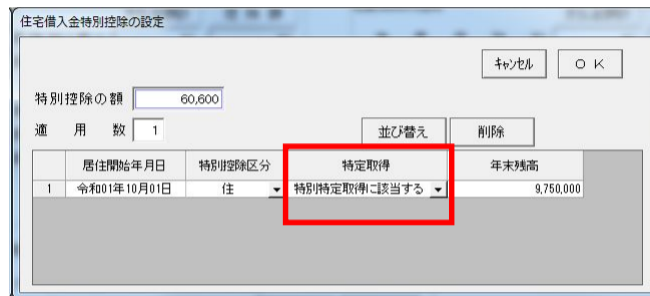 住宅借入金特別控除の設定
ｷｬﾝｾﾙ ＯＫ
特別控除の額 60,600
適用数 1 並び替え 削除
居住開始年月日 特別控除区分 特定取得 年末残高
1 令和01年10月01日 住 特別特定取得に該当する 9,750,000